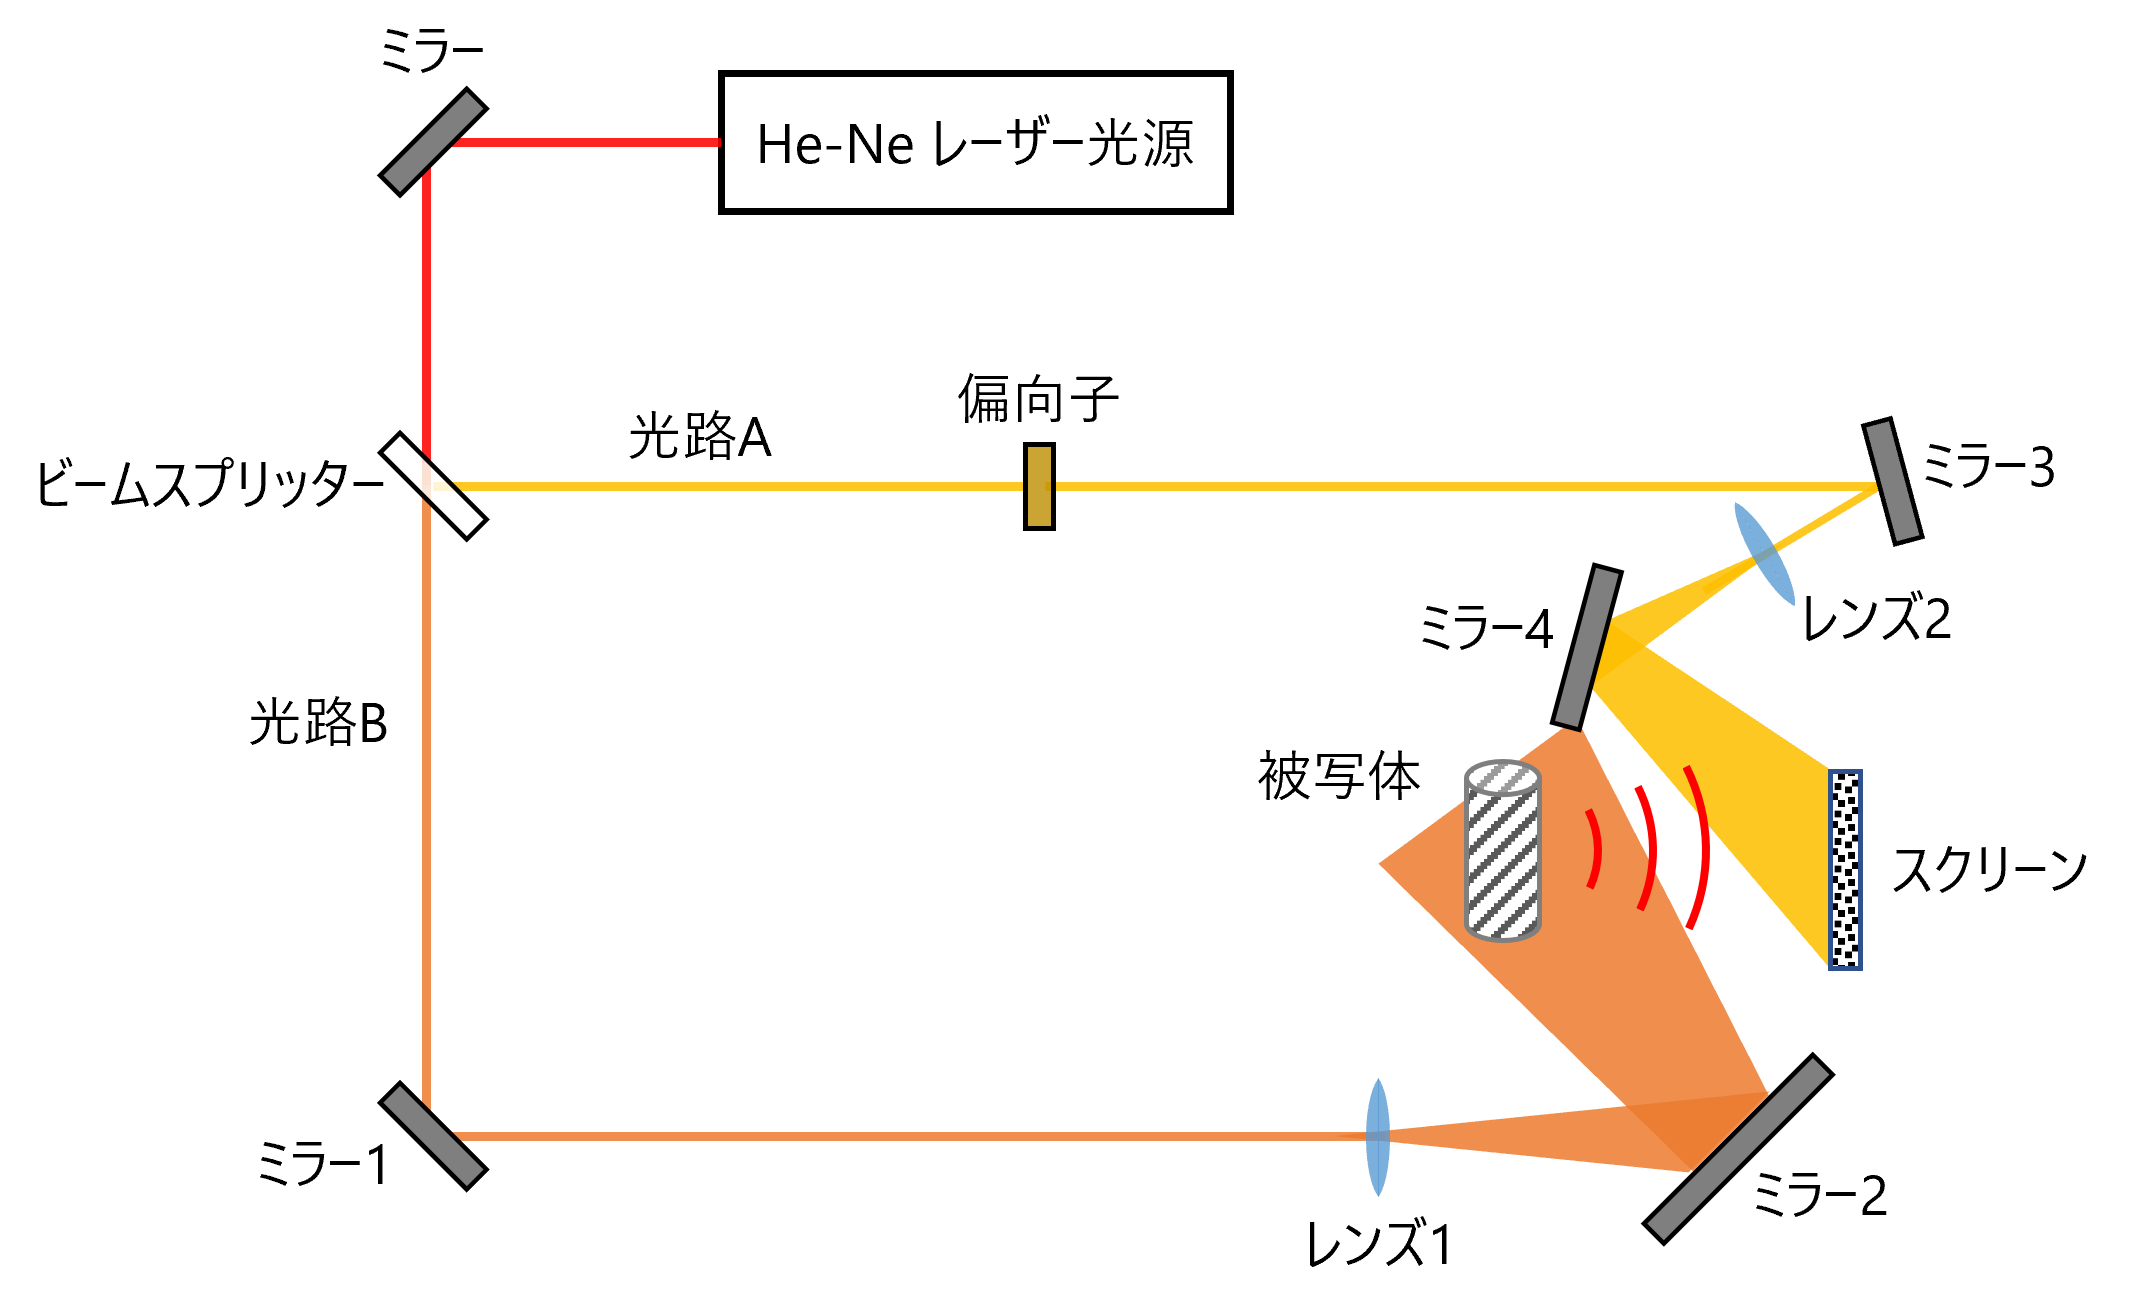 ミラー
He-Ne レーザー光源
偏向子
光路A
ビームスプリッター
ミラー3
ミラー4
レンズ2
光路B
被写体
スクリーン
ミラー1
ミラー2
レンズ1